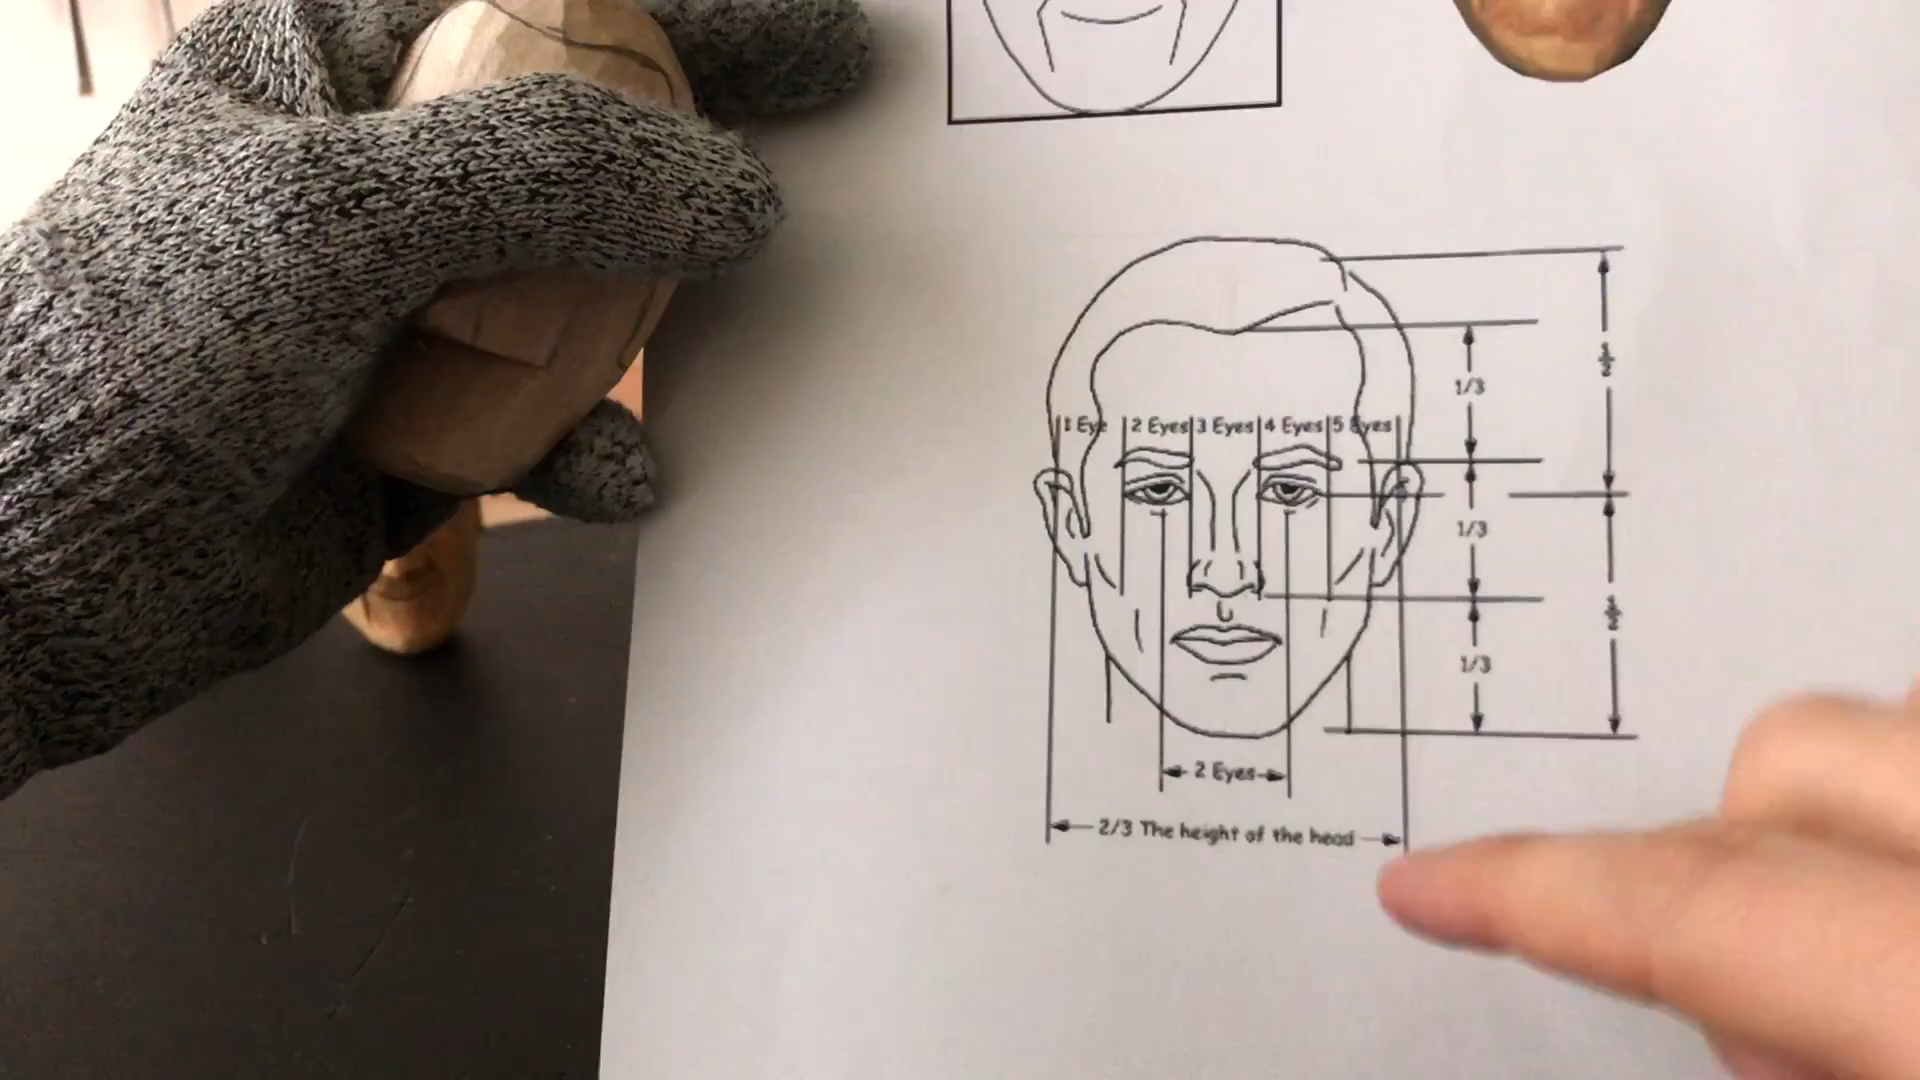 1/2
1/3
1 Eye 2 Eyes 3 Eyes 4 Eyes 5 Eyes
1/3
1/2
1/3
2 Eyes
2/3 The height of the head